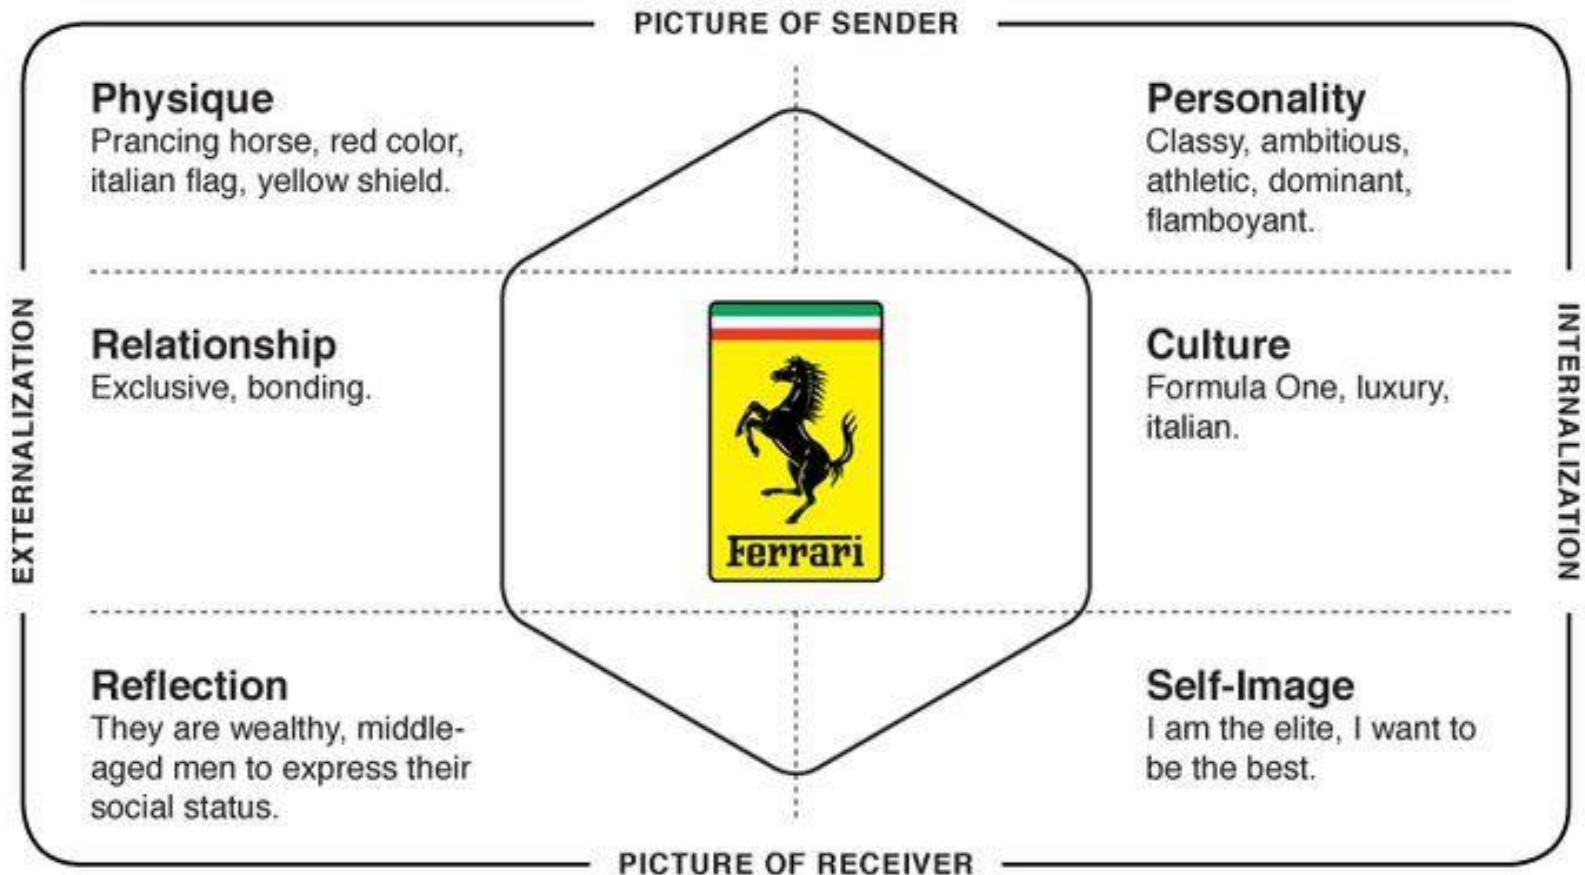 PICTURE OF SENDER
Physique
Prancing horse, red color,
italian flag, yellow shield.
Personality
Classy, ambitious,
athletic, dominant,
flamboyant.
EXTERNALIZATION
Relationship
Exclusive, bonding.
Ferrari
Culture
Formula One, luxury,
italian.
INTERNALIZATION
Reflection
They are wealthy, middle-
aged men to express their
social status.
Self-Image
I am the elite, I want to
be the best.
PICTURE OF RECEIVER